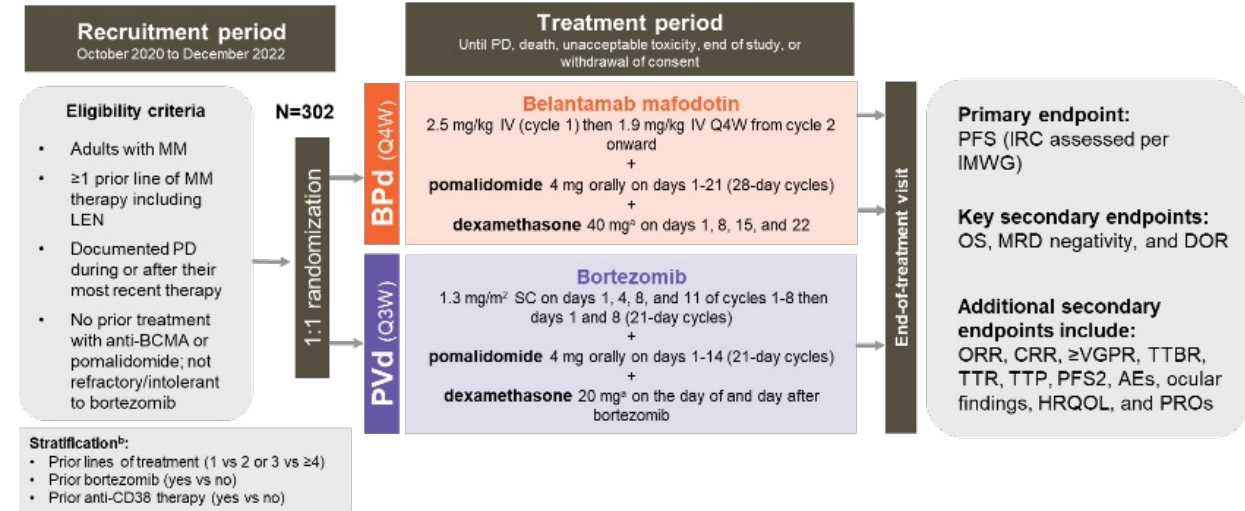 Recruitment period
October 2020 to December 2022
Treatment period
Until PD, death, unacceptable toxicity, end of study, or
withdrawal of consent
Eligibility criteria
• Adults with MM
• ≥1 prior line of MM
therapy including
LEN
• Documented PD
during or after their
most recent therapy
• No prior treatment
with anti-BCMA or
pomalidomide; not
refractory/intolerant
to bortezomib
Stratificationᵇ:
• Prior lines of treatment (1 vs 2 or 3 vs ≥4)
• Prior bortezomib (yes vs no)
• Prior anti-CD38 therapy (yes vs no)
N=302
1:1 randomization
BPd (Q4W)
Belantamab mafodotin
2.5 mg/kg IV (cycle 1) then 1.9 mg/kg IV Q4W from cycle 2
onward
+
pomalidomide 4 mg orally on days 1-21 (28-day cycles)
+
dexamethasone 40 mgᵃ on days 1, 8, 15, and 22
PVd (Q3W)
Bortezomib
1.3 mg/m² SC on days 1, 4, 8, and 11 of cycles 1-8 then
days 1 and 8 (21-day cycles)
+
pomalidomide 4 mg orally on days 1-14 (21-day cycles)
+
dexamethasone 20 mgᵃ on the day of and day after
bortezomib
End-of-treatment visit
Primary endpoint:
PFS (IRC assessed per
IMWG)
Key secondary endpoints:
OS, MRD negativity, and DOR
Additional secondary
endpoints include:
ORR, CRR, ≥VGPR, TTBR,
TTR, TTP, PFS2, AEs, ocular
findings, HRQOL, and PROs